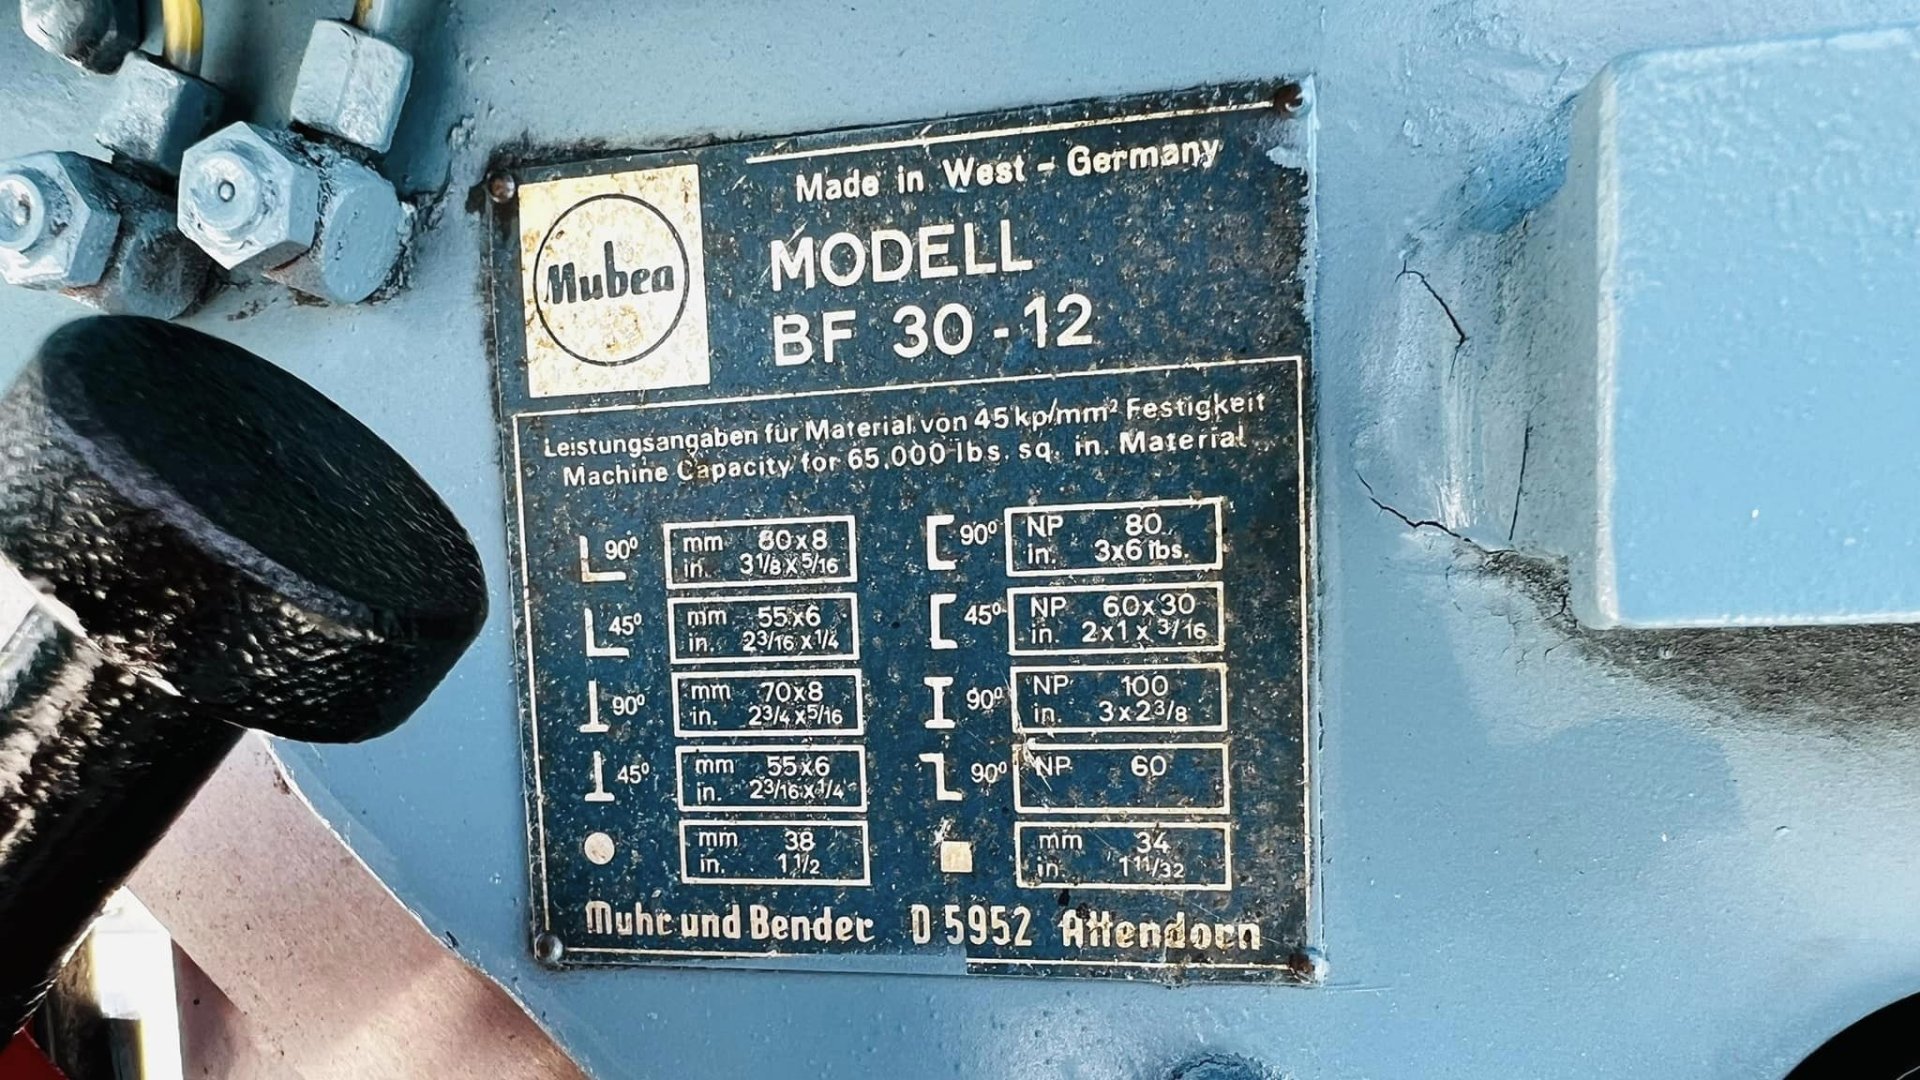 Made in West - Germany
Mubea
MODELL
BF 30 - 12
Leistungsangaben für Material von 45 kp/mm² Festigkeit
Machine Capacity for 65.000 lbs. sq. in. Material
90° mm 80x8
in. 3 1/8 x 5/16
90° NP 80
in. 3x6 lbs.
45° mm 55x6
in. 2 3/16 x 1/4
45° NP 60x30
in. 2x1x 3/16
90° mm 70x8
in. 2 3/4 x 5/16
90° NP 100
in. 3x2 3/8
45° mm 55x6
in. 2 3/16 x 1/4
90° NP 60
mm 38
in. 1 1/2
mm 34
in. 1 11/32
Muhr und Bender D 5952 Attendorn